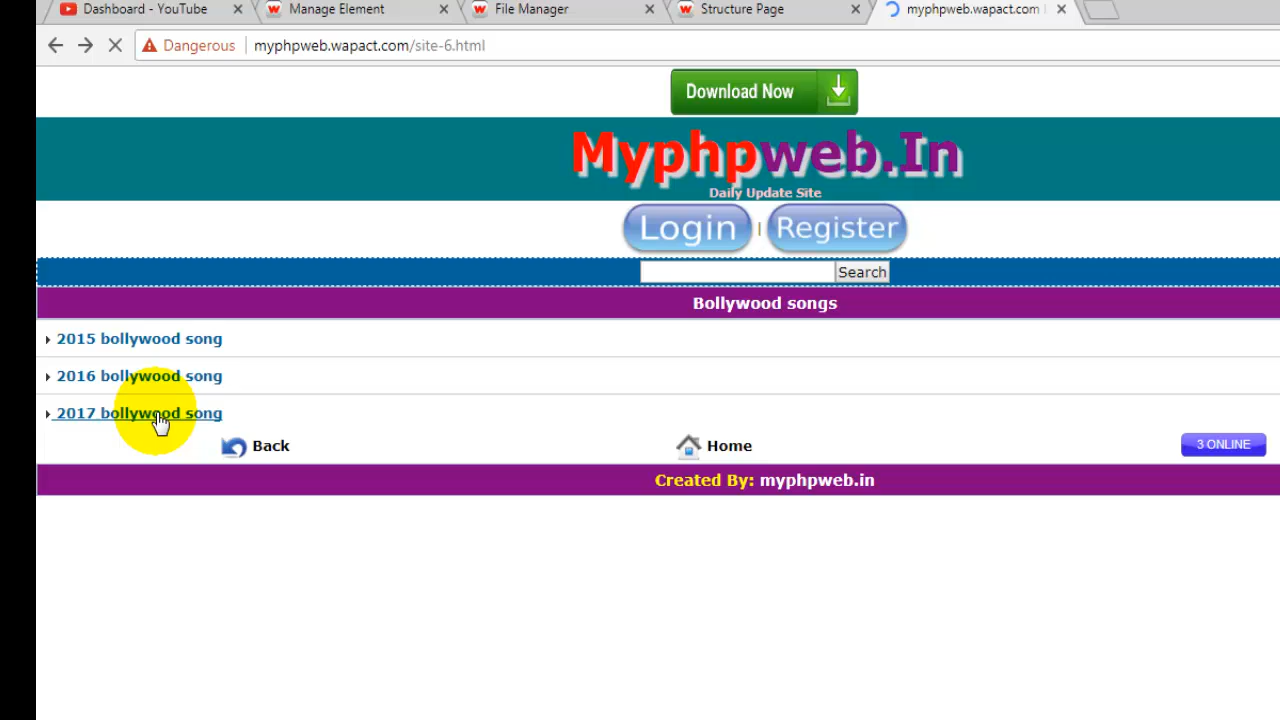 Dashboard - YouTube Manage Element File Manager Structure Page myphpweb.wapact.com
Dangerous myphpweb.wapact.com/site-6.html
Download Now
Myphpweb.In
Daily Update Site
Login | Register
Search
Bollywood songs
2015 bollywood song
2016 bollywood song
2017 bollywood song
Back Home 3 ONLINE
Created By: myphpweb.in